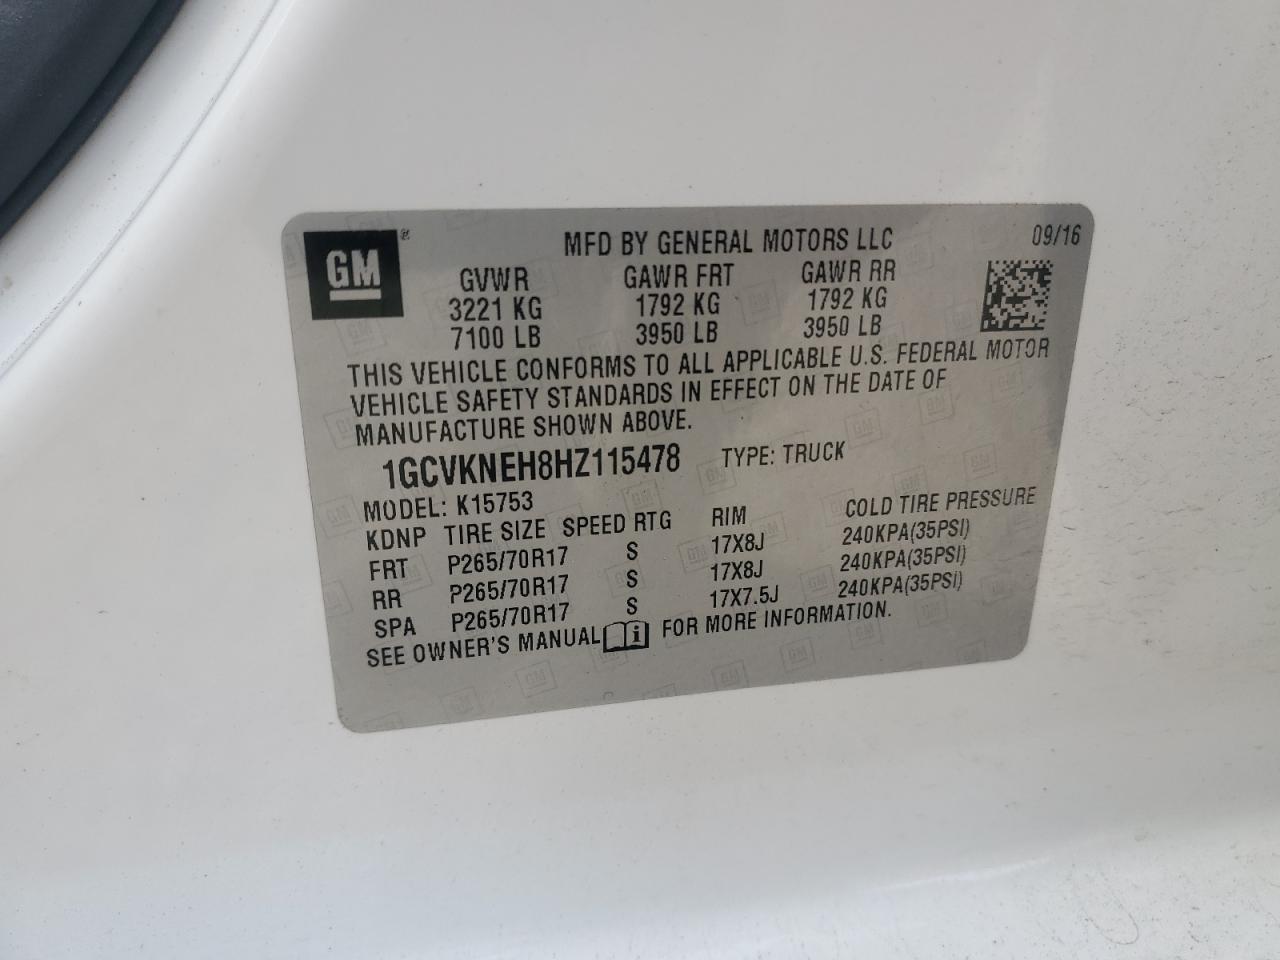 GM®
MFD BY GENERAL MOTORS LLC 09/16
GVWR GAWR FRT GAWR RR
3221 KG 1792 KG 1792 KG
7100 LB 3950 LB 3950 LB
THIS VEHICLE CONFORMS TO ALL APPLICABLE U.S. FEDERAL MOTOR
VEHICLE SAFETY STANDARDS IN EFFECT ON THE DATE OF
MANUFACTURE SHOWN ABOVE.
1GCVKNEH8HZ115478 TYPE: TRUCK
MODEL: K15753
KDNP TIRE SIZE SPEED RTG RIM COLD TIRE PRESSURE
FRT P265/70R17 S 17X8J 240KPA(35PSI)
RR P265/70R17 S 17X8J 240KPA(35PSI)
SPA P265/70R17 S 17X7.5J 240KPA(35PSI)
SEE OWNER'S MANUAL i FOR MORE INFORMATION.